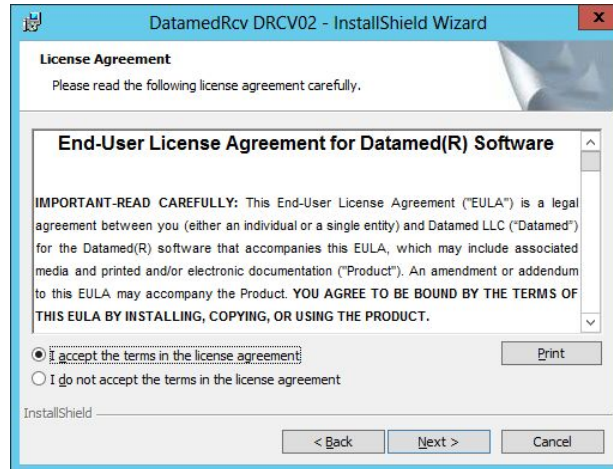 DatamedRcv DRCV02 - InstallShield Wizard
x
License Agreement
Please read the following license agreement carefully.
End-User License Agreement for Datamed(R) Software
IMPORTANT-READ CAREFULLY: This End-User License Agreement ("EULA") is a legal
agreement between you (either an individual or a single entity) and Datamed LLC (“Datamed”)
for the Datamed(R) software that accompanies this EULA, which may include associated
media and printed and/or electronic documentation ("Product"). An amendment or addendum
to this EULA may accompany the Product. YOU AGREE TO BE BOUND BY THE TERMS OF
THIS EULA BY INSTALLING, COPYING, OR USING THE PRODUCT.
I accept the terms in the license agreement
Print
I do not accept the terms in the license agreement
InstallShield
< Back
Next >
Cancel